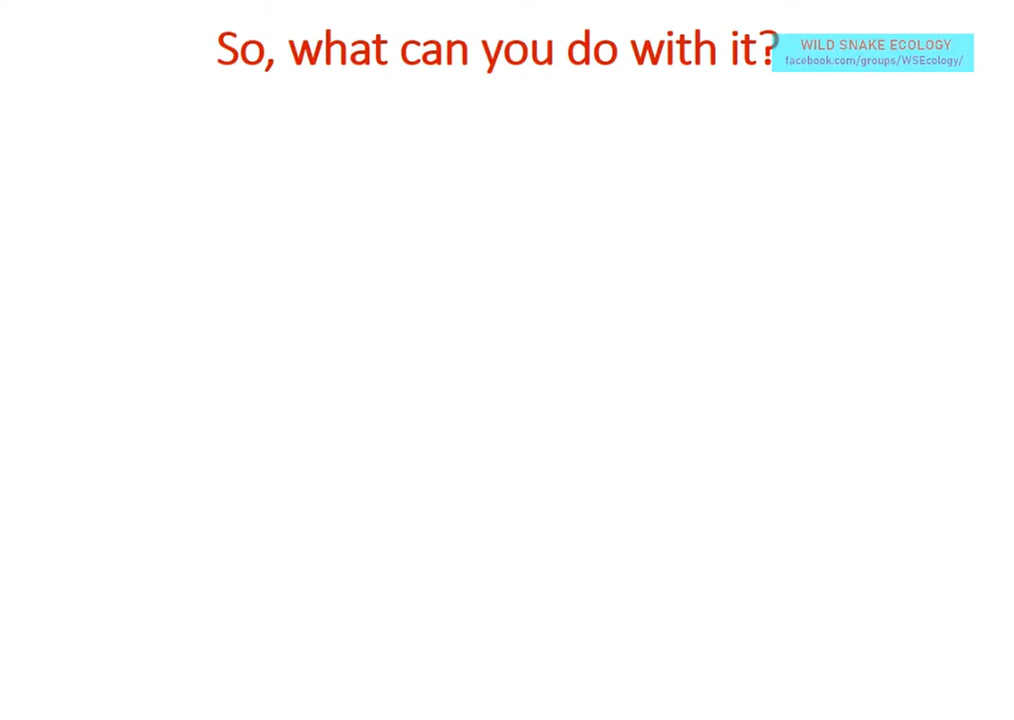 So, what can you do with it?
WILD SNAKE ECOLOGY
facebook.com/groups/WSEcology/